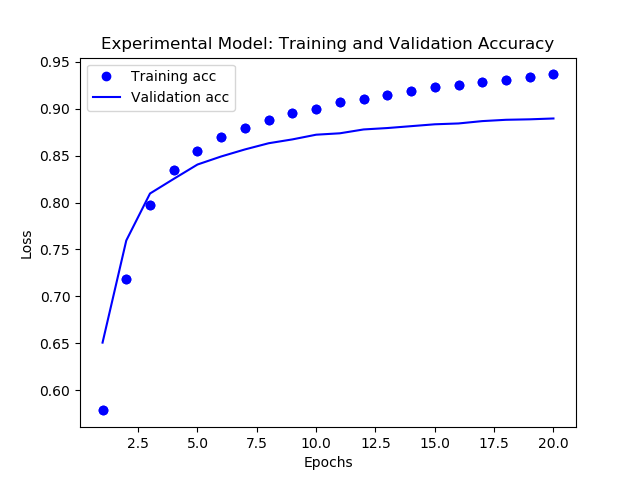 Experimental Model: Training and Validation Accuracy
Training acc
Validation acc
Loss
0.95
0.90
0.85
0.80
0.75
0.70
0.65
0.60
2.5 5.0 7.5 10.0 12.5 15.0 17.5 20.0
Epochs